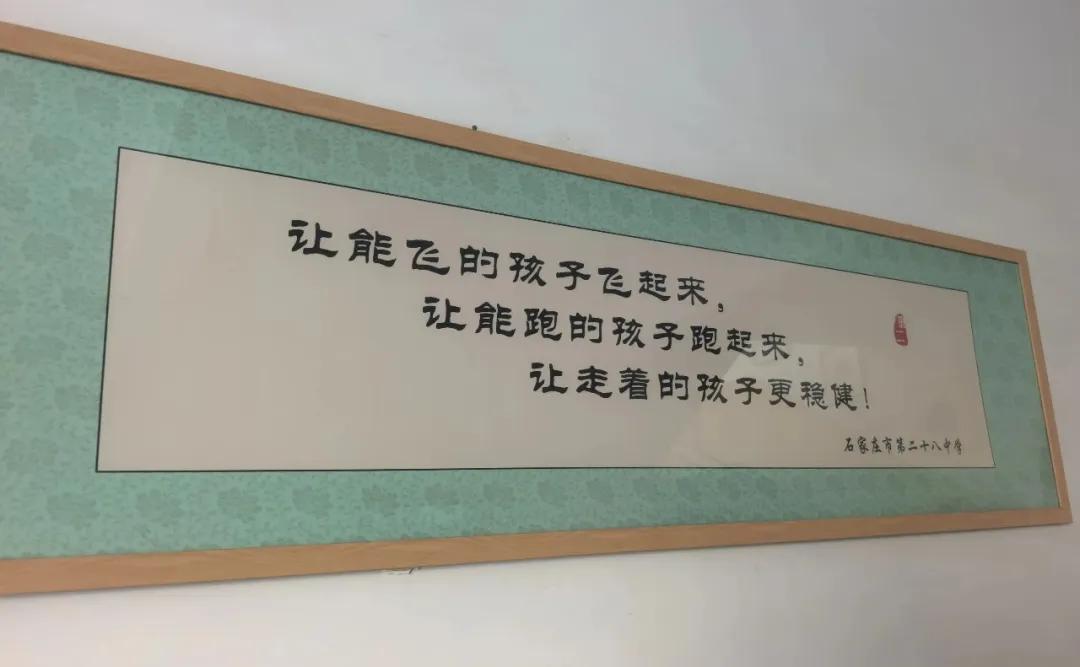 让能飞的孩子飞起来，
让能跑的孩子跑起来，
让走着的孩子更稳健！
石家庄市第二十八中学